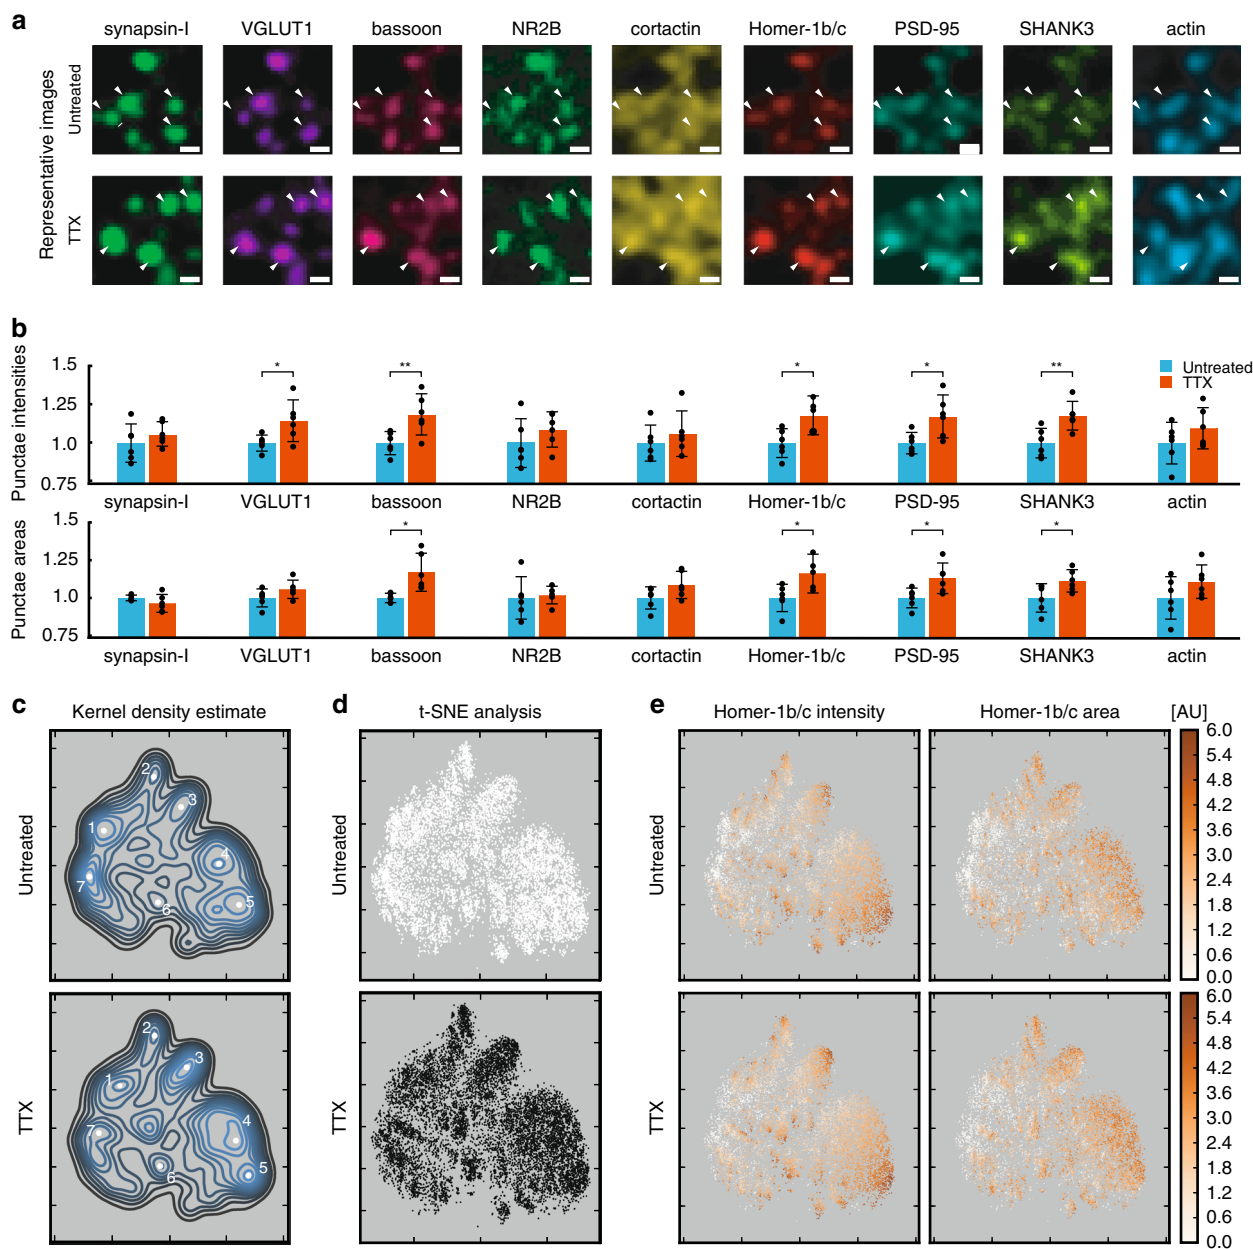 a
synapsin-I VGLUT1 bassoon NR2B cortactin Homer-1b/c PSD-95 SHANK3 actin
Representative images
Untreated
TTX
b
Punctae intensities
1.5
1.25
1.0
0.75
* ** * * **
Untreated
TTX
synapsin-I VGLUT1 bassoon NR2B cortactin Homer-1b/c PSD-95 SHANK3 actin
Punctae areas
1.5
1.25
1.0
0.75
* * * *
synapsin-I VGLUT1 bassoon NR2B cortactin Homer-1b/c PSD-95 SHANK3 actin
c
Kernel density estimate
Untreated
2
3
1
4
7
5
6
TTX
2
3
1
4
7
5
6
d
t-SNE analysis
Untreated
TTX
e
Homer-1b/c intensity Homer-1b/c area [AU]
Untreated
6.0
5.4
4.8
4.2
3.6
3.0
2.4
1.8
1.2
0.6
0.0
TTX
6.0
5.4
4.8
4.2
3.6
3.0
2.4
1.8
1.2
0.6
0.0